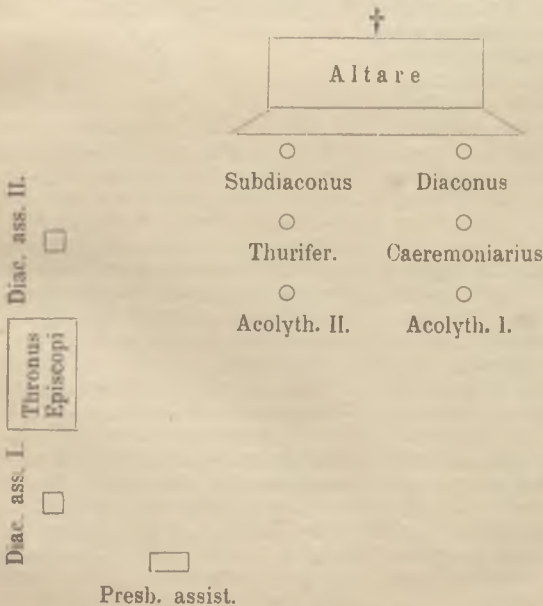 †
Altare
Subdiaconus Diaconus
Thurifer. Caeremoniarius
Acolyth. II. Acolyth. I.
Diac. ass. II.
Thronus
Episcopi
Diac. ass. I.
Presb. assist.